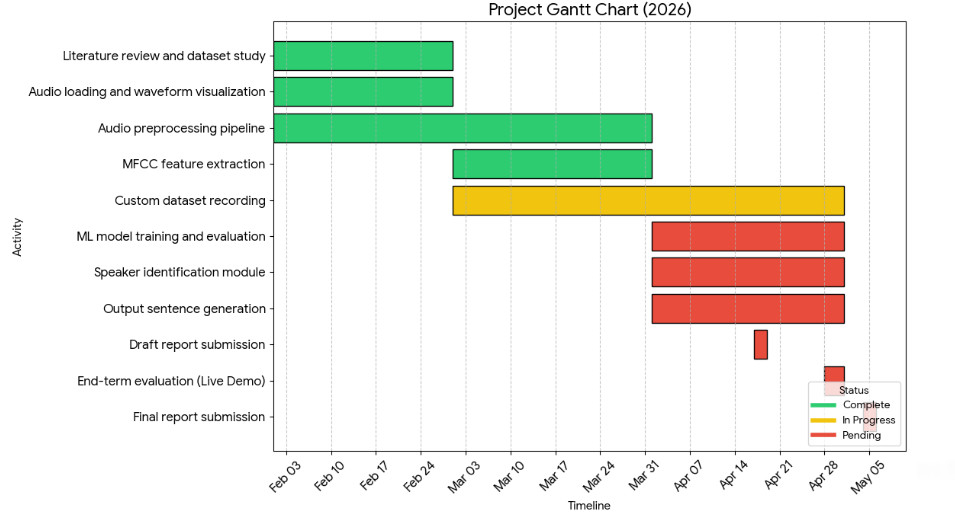 Project Gantt Chart (2026)
Literature review and dataset study
Audio loading and waveform visualization
Audio preprocessing pipeline
MFCC feature extraction
Custom dataset recording
ML model training and evaluation
Speaker identification module
Output sentence generation
Draft report submission
End-term evaluation (Live Demo)
Final report submission
Activity
Status
Complete
In Progress
Pending
Feb 03
Feb 10
Feb 17
Feb 24
Mar 03
Mar 10
Mar 17
Mar 24
Mar 31
Apr 07
Apr 14
Apr 21
Apr 28
May 05
Timeline